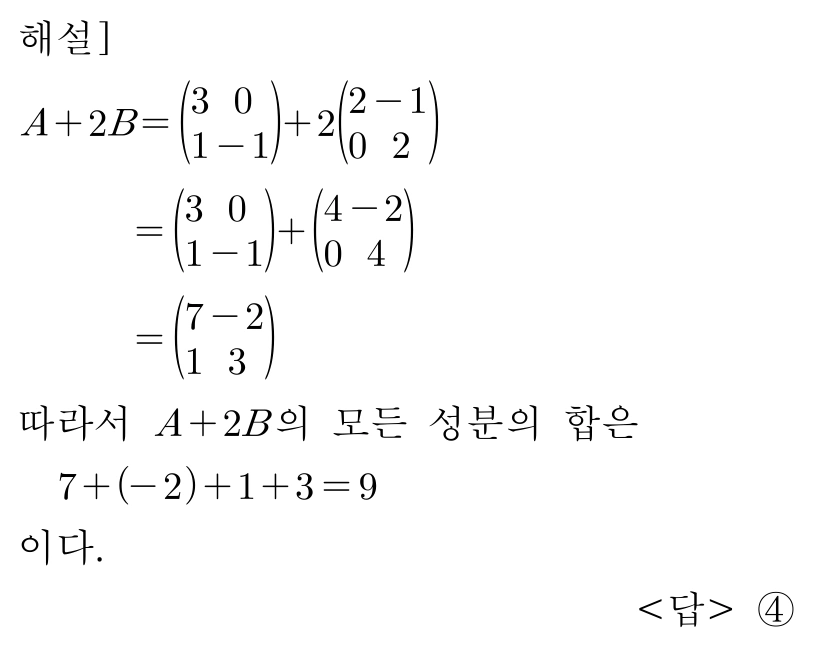 해설]
A+2B=(3 0
1 -1)+2(2 -1
0 2)
=(3 0
1 -1)+(4 -2
0 4)
=(7 -2
1 3)
따라서 A+2B의 모든 성분의 합은
7+(-2)+1+3=9
이다.
<답> ④